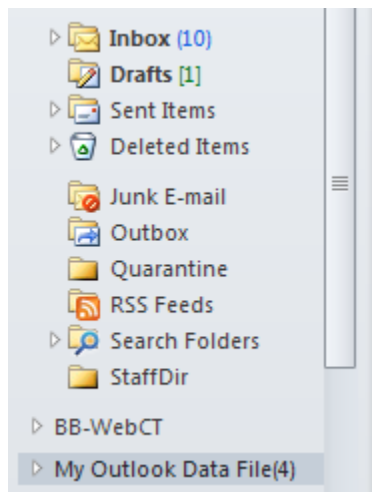 Inbox (10)
Drafts [1]
Sent Items
Deleted Items
Junk E-mail
Outbox
Quarantine
RSS Feeds
Search Folders
StaffDir
BB-WebCT
My Outlook Data File(4)